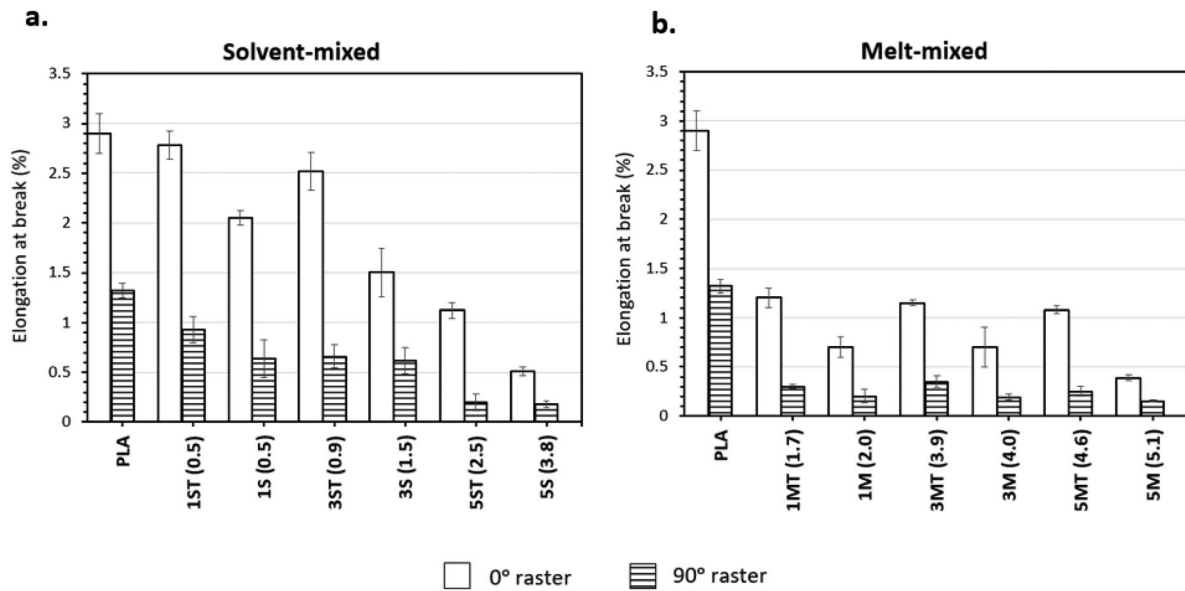 a.
Solvent-mixed
Elongation at break (%)
3.5
3
2.5
2
1.5
1
0.5
0
PLA
1ST (0.5)
1S (0.5)
3ST (0.9)
3S (1.5)
5ST (2.5)
5S (3.8)
b.
Melt-mixed
Elongation at break (%)
3.5
3
2.5
2
1.5
1
0.5
0
PLA
1MT (1.7)
1M (2.0)
3MT (3.9)
3M (4.0)
5MT (4.6)
5M (5.1)
0° raster
90° raster